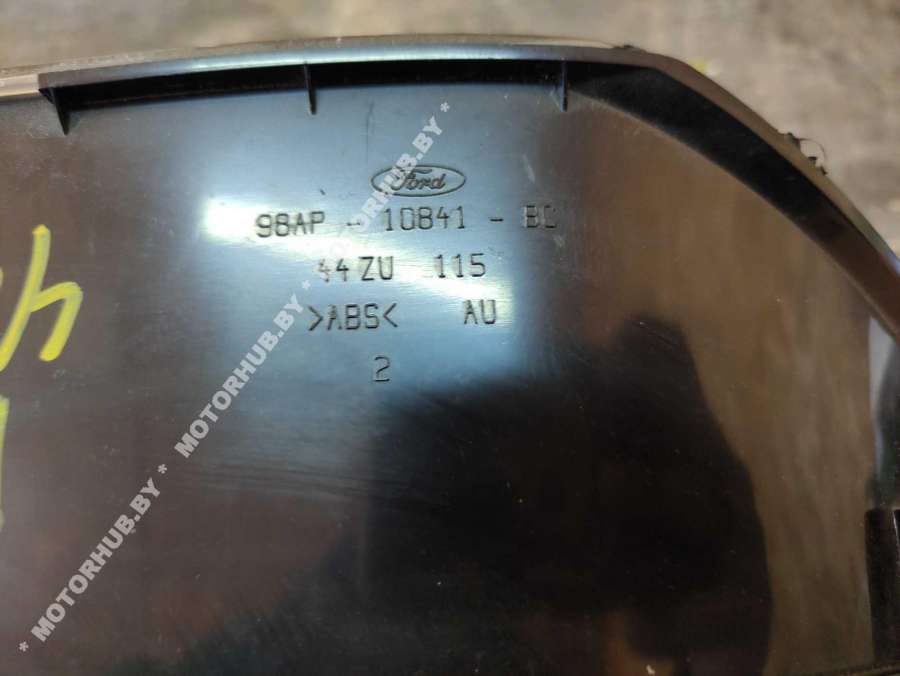 Ford
98AP - 10841 - BC
44ZU 115
>ABS< AU
2
* MOTORHUB.BY * MOTORHUB.BY * MOTORHUB.BY *